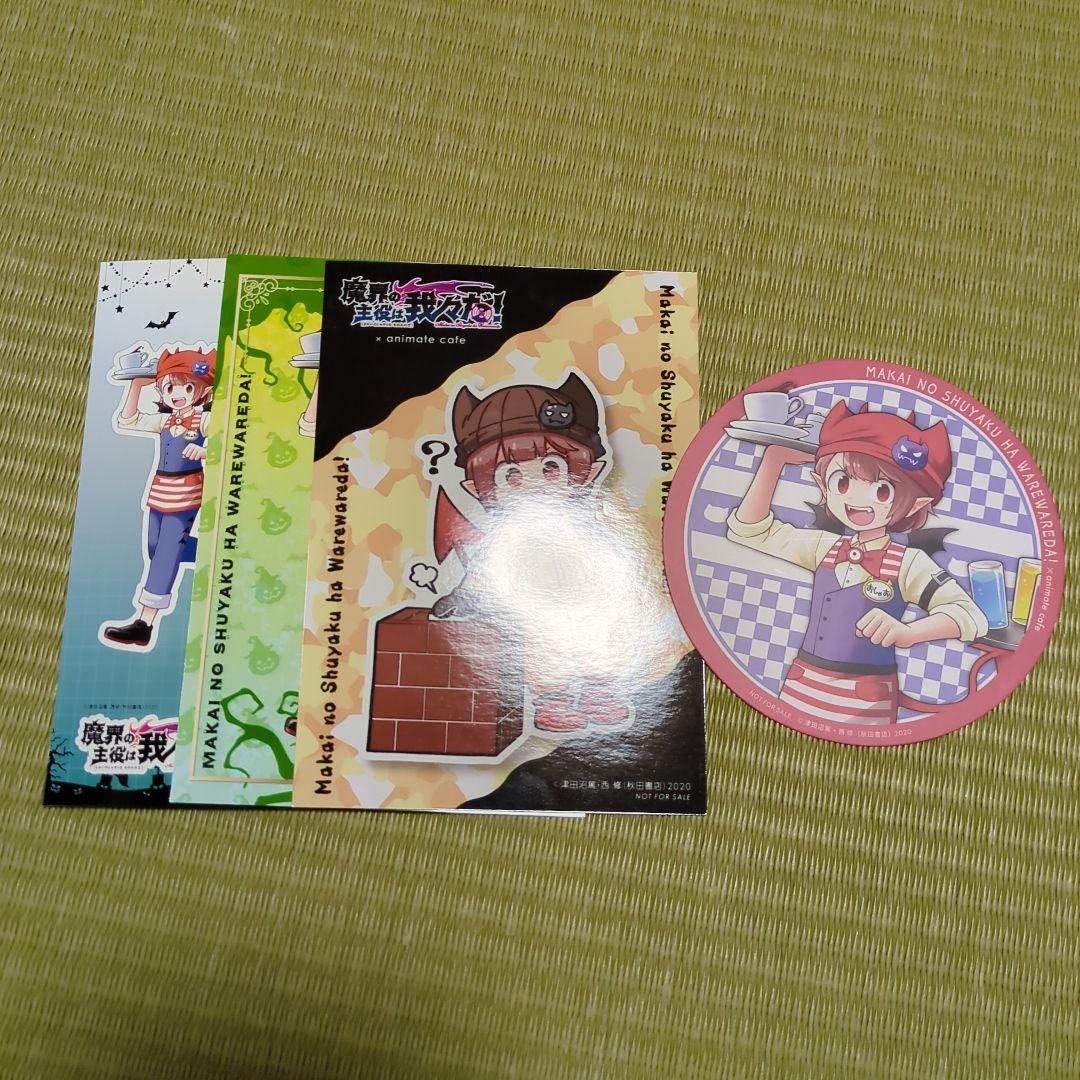 魔界の
主役は我々だ!
× animate cafe
Makai no Shuyaku ha Warewareda!
Makai no Shuyaku ha
?
©津田沼篤・西 修(秋田書店)2020
NOT FOR SALE
MAKAI NO SHUYAKU HA WAREWAREDA!
魔界の
主役は我々
MAKAI NO SHUYAKU HA WAREWAREDA! × animate cafe
NOT FOR SALE ©津田沼篤・西 修(秋田書店)2020